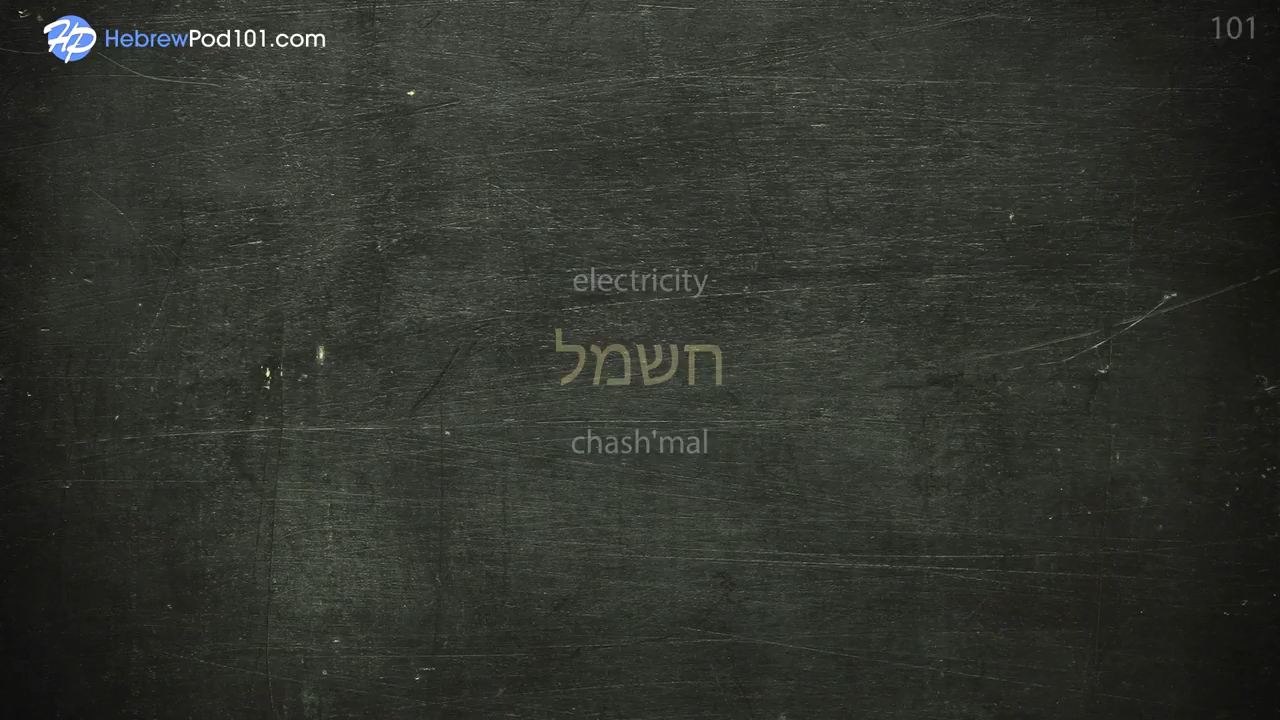 HebrewPod101.com
101
electricity
חשמל
chash'mal